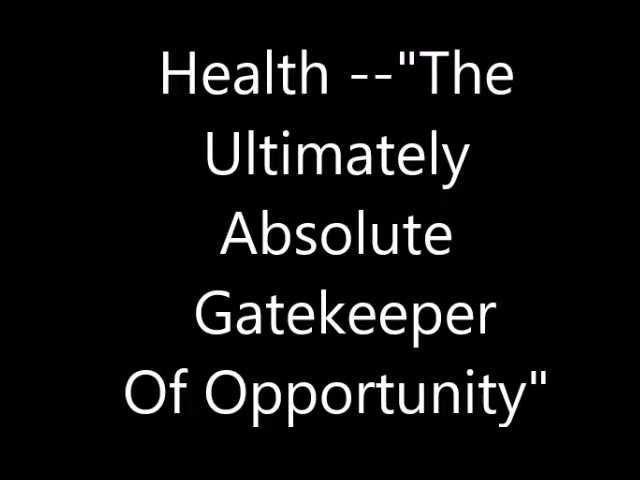 Health --"The
Ultimately
Absolute
Gatekeeper
Of Opportunity"